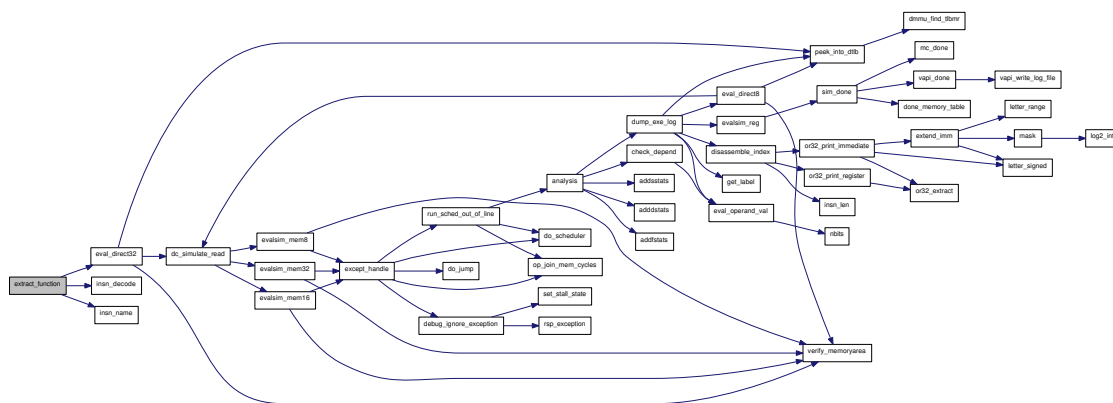 extract_function
eval_direct32
insn_decode
insn_name
dc_simulate_read
evalsim_mem8
evalsim_mem32
evalsim_mem16
except_handle
run_sched_out_of_line
do_scheduler
do_jump
op_join_mem_cycles
debug_ignore_exception
set_stall_state
rsp_exception
analysis
dump_exe_log
check_depend
addsstats
adddstats
addfstats
eval_direct8
evalsim_reg
disassemble_index
get_label
eval_operand_val
peek_into_dtlb
dmmu_find_tlbmr
sim_done
mc_done
vapi_done
vapi_write_log_file
done_memory_table
or32_print_immediate
or32_print_register
insn_len
nbits
extend_imm
letter_range
mask
log2_int
letter_signed
or32_extract
verify_memoryarea